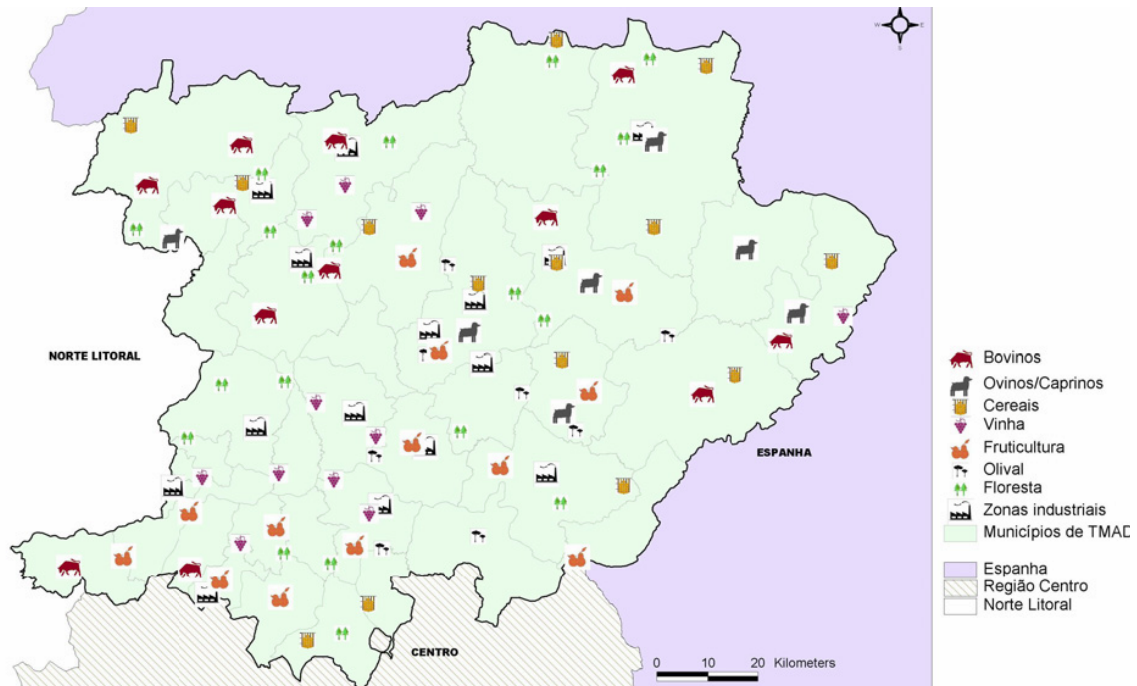 N
W
E
S
NORTE LITORAL
ESPANHA
CENTRO
0 10 20 Kilometers
Bovinos
Ovinos/Caprinos
Cereais
Vinha
Fruticultura
Olival
Floresta
Zonas industriais
Municípios de TMAD
Espanha
Região Centro
Norte Litoral